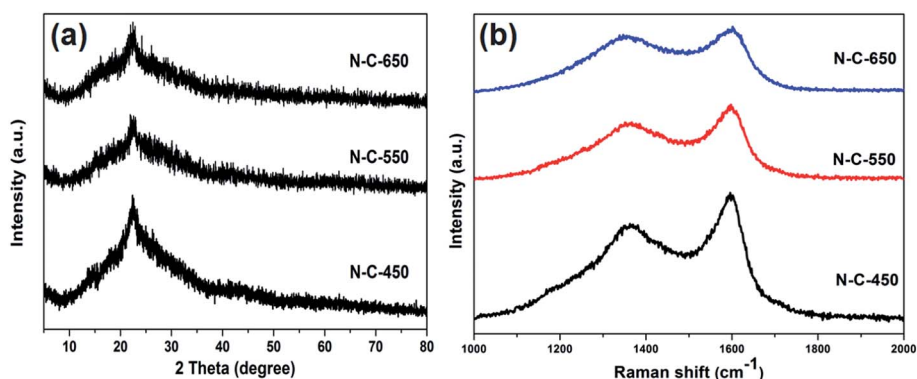 (a)
N-C-650
N-C-550
N-C-450
Intensity (a.u.)
10 20 30 40 50 60 70 80
2 Theta (degree)
(b)
N-C-650
N-C-550
N-C-450
Intensity (a.u.)
1000 1200 1400 1600 1800 2000
Raman shift (cm⁻¹)